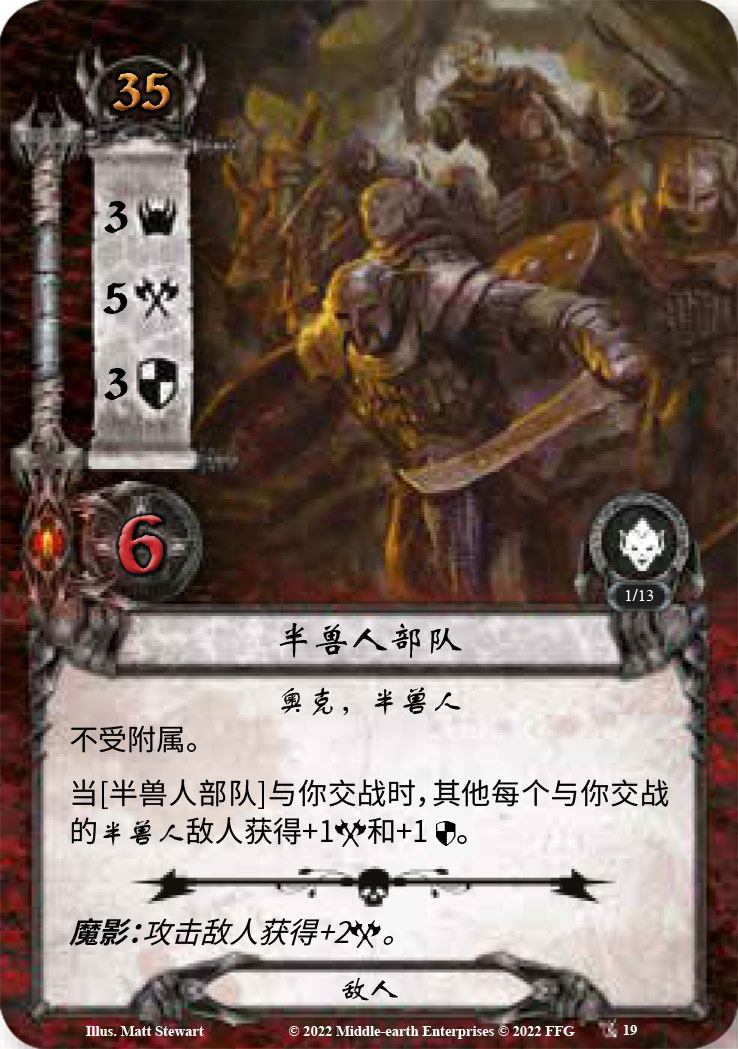 35
3
5
3
6
1/13
半兽人部队
奥克，半兽人
不受附属。
当[半兽人部队]与你交战时，其他每个与你交战
的半兽人敌人获得+1和+1。
魔影：攻击敌人获得+2。
敌人
Illus. Matt Stewart © 2022 Middle-earth Enterprises © 2022 FFG 19